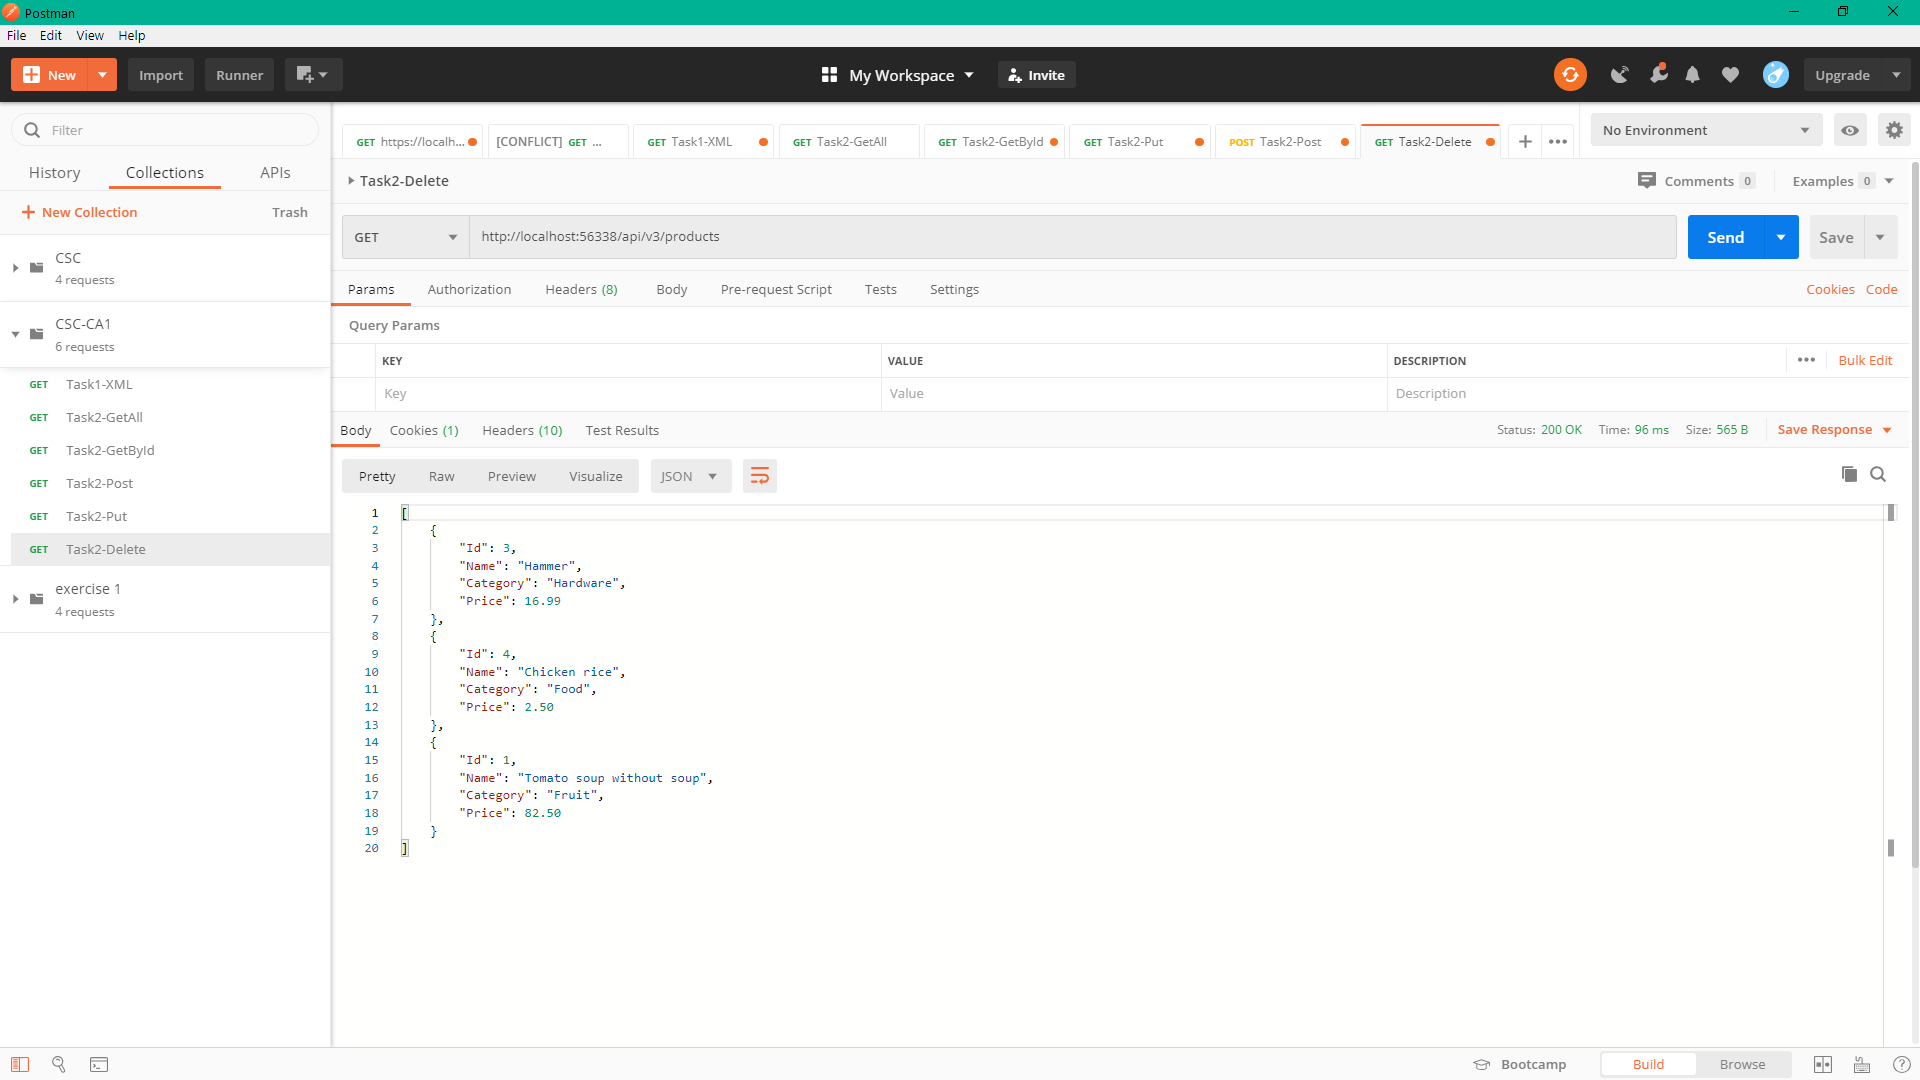 Postman
File Edit View Help
New Import Runner My Workspace Invite Upgrade
Filter
History Collections APIs
New Collection Trash
CSC
4 requests
CSC-CA1
6 requests
GET Task1-XML
GET Task2-GetAll
GET Task2-GetById
GET Task2-Post
GET Task2-Put
GET Task2-Delete
exercise 1
4 requests
GET https://localh... [CONFLICT] GET ... GET Task1-XML GET Task2-GetAll GET Task2-GetById GET Task2-Put POST Task2-Post GET Task2-Delete
No Environment
Task2-Delete Comments 0 Examples 0
GET http://localhost:56338/api/v3/products Send Save
Params Authorization Headers (8) Body Pre-request Script Tests Settings Cookies Code
Query Params
KEY VALUE DESCRIPTION Bulk Edit
Key Value Description
Body Cookies (1) Headers (10) Test Results Status: 200 OK Time: 96 ms Size: 565 B Save Response
Pretty Raw Preview Visualize JSON
1 [
2 {
3 "Id": 3,
4 "Name": "Hammer",
5 "Category": "Hardware",
6 "Price": 16.99
7 },
8 {
9 "Id": 4,
10 "Name": "Chicken rice",
11 "Category": "Food",
12 "Price": 2.50
13 },
14 {
15 "Id": 1,
16 "Name": "Tomato soup without soup",
17 "Category": "Fruit",
18 "Price": 82.50
19 }
20 ]
Bootcamp Build Browse